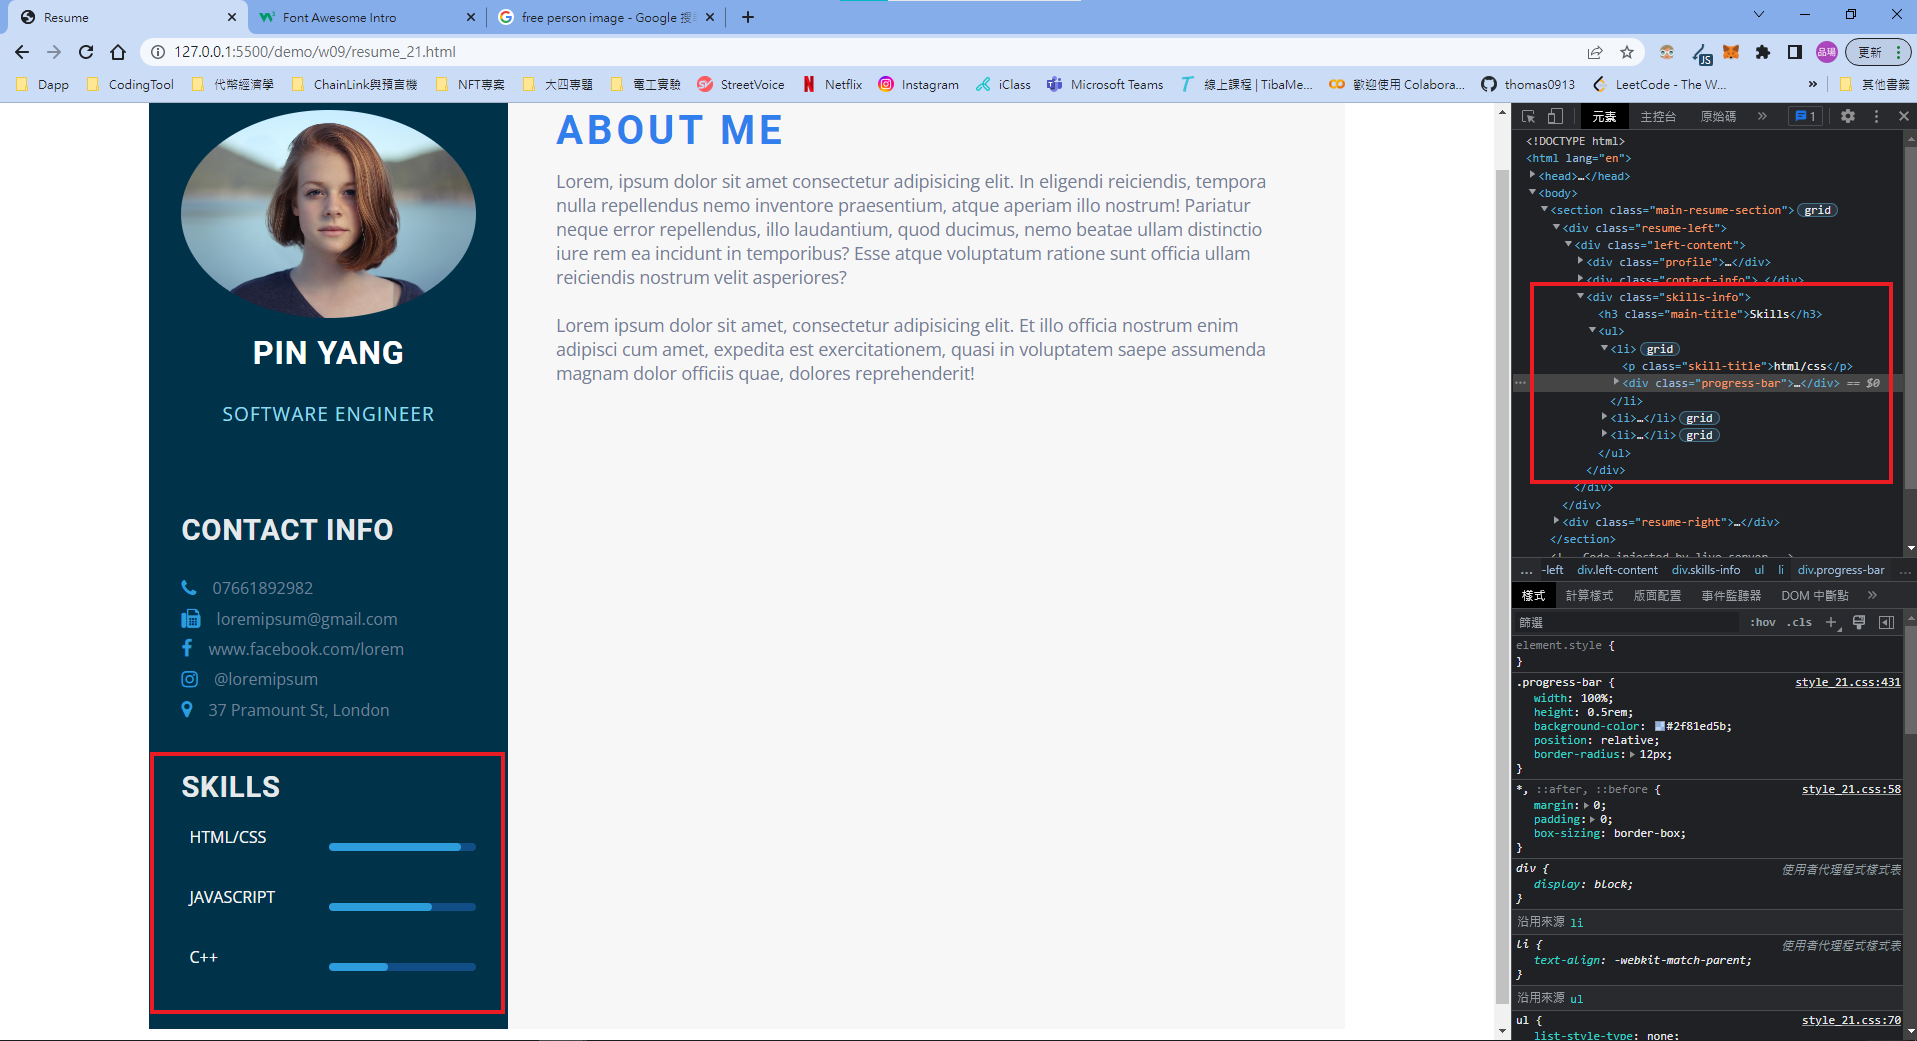 Resume
Font Awesome Intro
free person image - Google 搜
127.0.0.1:5500/demo/w09/resume_21.html
JS
品瑒
更新
Dapp
CodingTool
代幣經濟學
ChainLink與預言機
NFT專案
大四專題
電工實驗
StreetVoice
Netflix
Instagram
iClass
Microsoft Teams
線上課程 | TibaMe...
歡迎使用 Colabora...
thomas0913
LeetCode - The W...
»
其他書籤
PIN YANG
SOFTWARE ENGINEER
CONTACT INFO
07661892982
loremipsum@gmail.com
www.facebook.com/lorem
@loremipsum
37 Pramount St, London
SKILLS
HTML/CSS
JAVASCRIPT
C++
ABOUT ME
Lorem, ipsum dolor sit amet consectetur adipisicing elit. In eligendi reiciendis, tempora
nulla repellendus nemo inventore praesentium, atque aperiam illo nostrum! Pariatur
neque error repellendus, illo laudantium, quod ducimus, nemo beatae ullam distinctio
iure rem ea incidunt in temporibus? Esse atque voluptatum ratione sunt officia ullam
reiciendis nostrum velit asperiores?
Lorem ipsum dolor sit amet, consectetur adipisicing elit. Et illo officia nostrum enim
adipisci cum amet, expedita est exercitationem, quasi in voluptatem saepe assumenda
magnam dolor officiis quae, dolores reprehenderit!
元素
主控台
原始碼
»
1
<!DOCTYPE html>
<html lang="en">
<head>…</head>
<body>
<section class="main-resume-section"> grid
<div class="resume-left">
<div class="left-content">
<div class="profile">…</div>
<div class="contact-info">…</div>
<div class="skills-info">
<h3 class="main-title">Skills</h3>
<ul>
<li> grid
<p class="skill-title">html/css</p>
<div class="progress-bar">…</div> == $0
</li>
<li>…</li> grid
<li>…</li> grid
</ul>
</div>
</div>
</div>
<div class="resume-right">…</div>
</section>
<!-- Code injected by live-server -->
... -left div.left-content div.skills-info ul li div.progress-bar ...
樣式 計算樣式 版面配置 事件監聽器 DOM 中斷點 »
篩選 :hov .cls +
element.style {
}
.progress-bar { style_21.css:431
width: 100%;
height: 0.5rem;
background-color: #2f81ed5b;
position: relative;
border-radius: 12px;
}
*, ::after, ::before { style_21.css:58
margin: 0;
padding: 0;
box-sizing: border-box;
}
div { 使用者代理程式樣式表
display: block;
}
沿用來源 li
li { 使用者代理程式樣式表
text-align: -webkit-match-parent;
}
沿用來源 ul
ul { style_21.css:70
list-style-type: none;